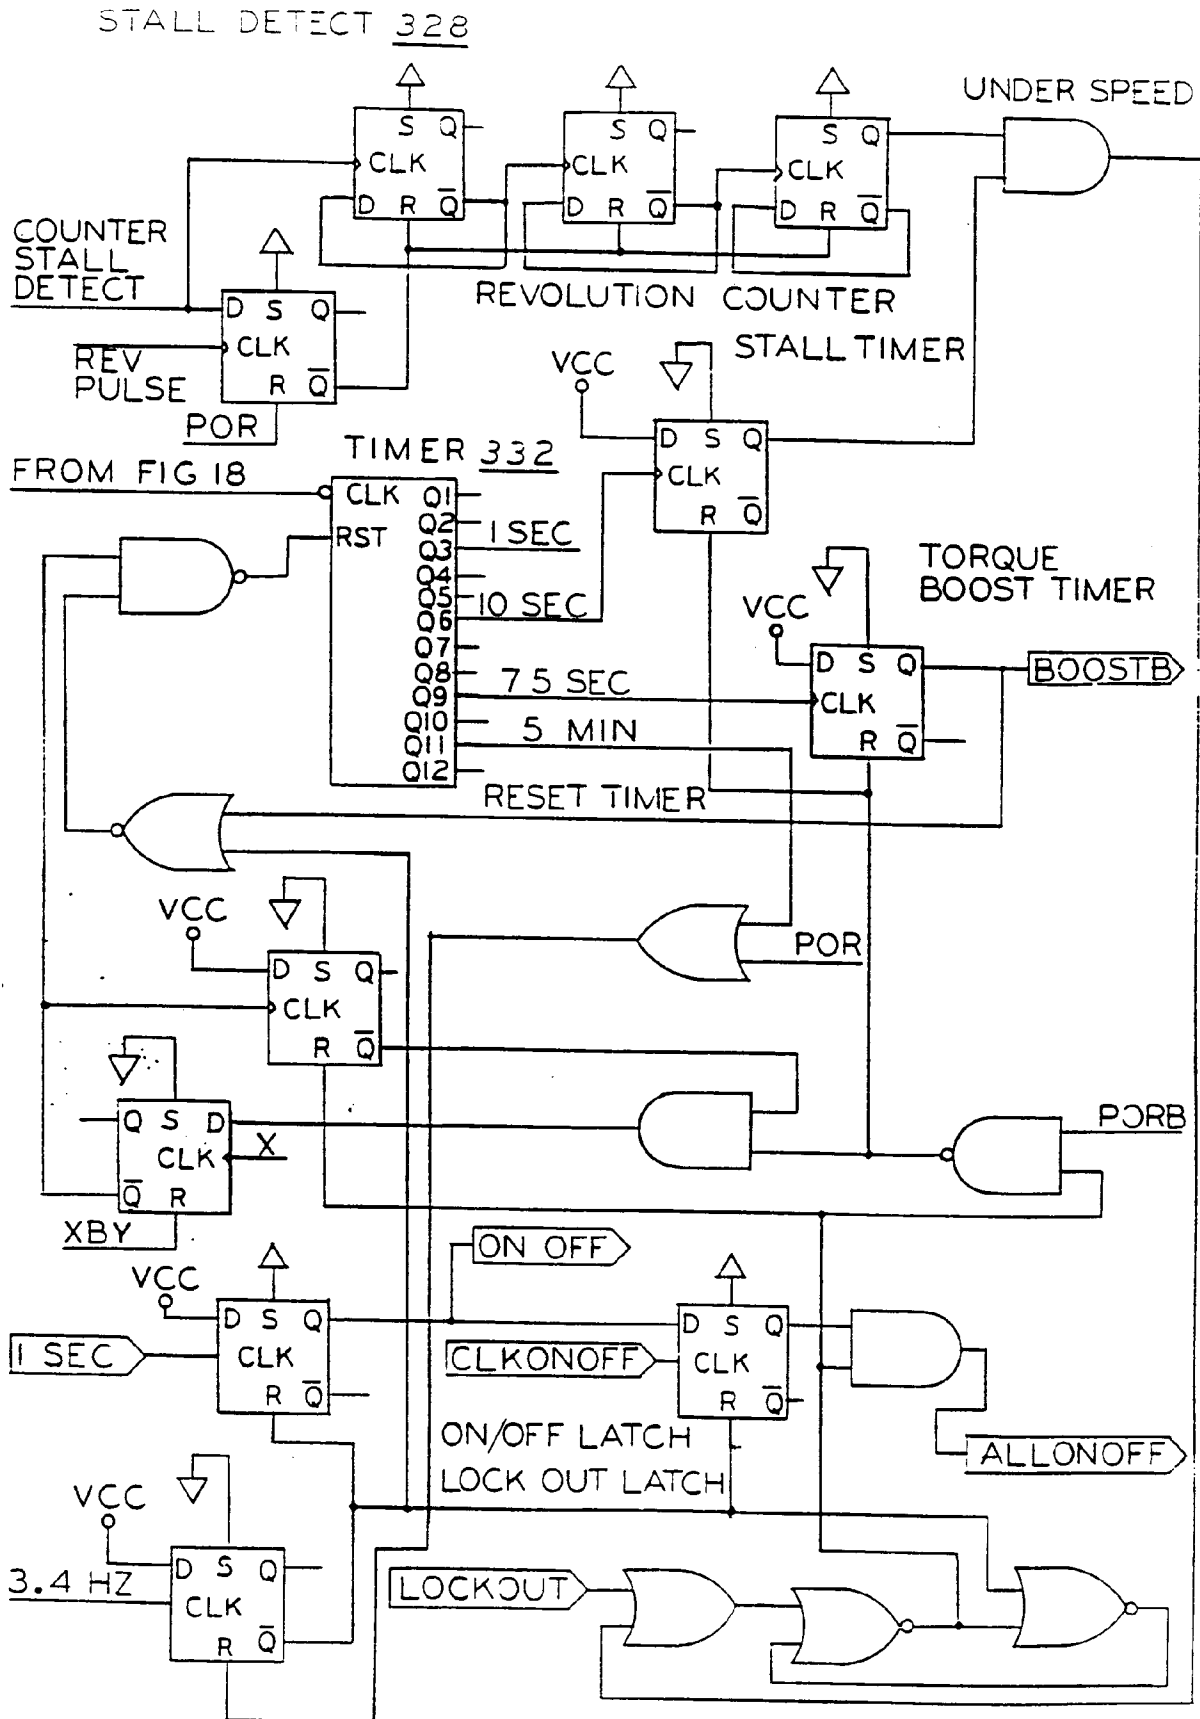 STALL DETECT 328
UNDER SPEED
S Q
CLK
D R Q̅
S Q
CLK
D R Q̅
S Q
CLK
D R Q̅
COUNTER
STALL
DETECT
D S Q
CLK
R Q̅
REV
PULSE
POR
REVOLUTION COUNTER
STALL TIMER
VCC
D S Q
CLK
R Q̅
TIMER 332
FROM FIG 18
CLK
RST
Q1
Q2
Q3
Q4
Q5
Q6
Q7
Q8
Q9
Q10
Q11
Q12
1 SEC
10 SEC
75 SEC
5 MIN
TORQUE
BOOST TIMER
VCC
D S Q
CLK
R Q̅
BOOSTB
RESET TIMER
VCC
D S Q
CLK
R Q̅
POR
Q S D
CLK
Q̅ R
X
XBY
PORB
ON OFF
VCC
D S Q
CLK
R Q̅
1 SEC
CLKONOFF
D S Q
CLK
R Q̅
ON/OFF LATCH
LOCK OUT LATCH
ALLONOFF
VCC
3.4 HZ
D S Q
CLK
R Q̅
LOCKOUT